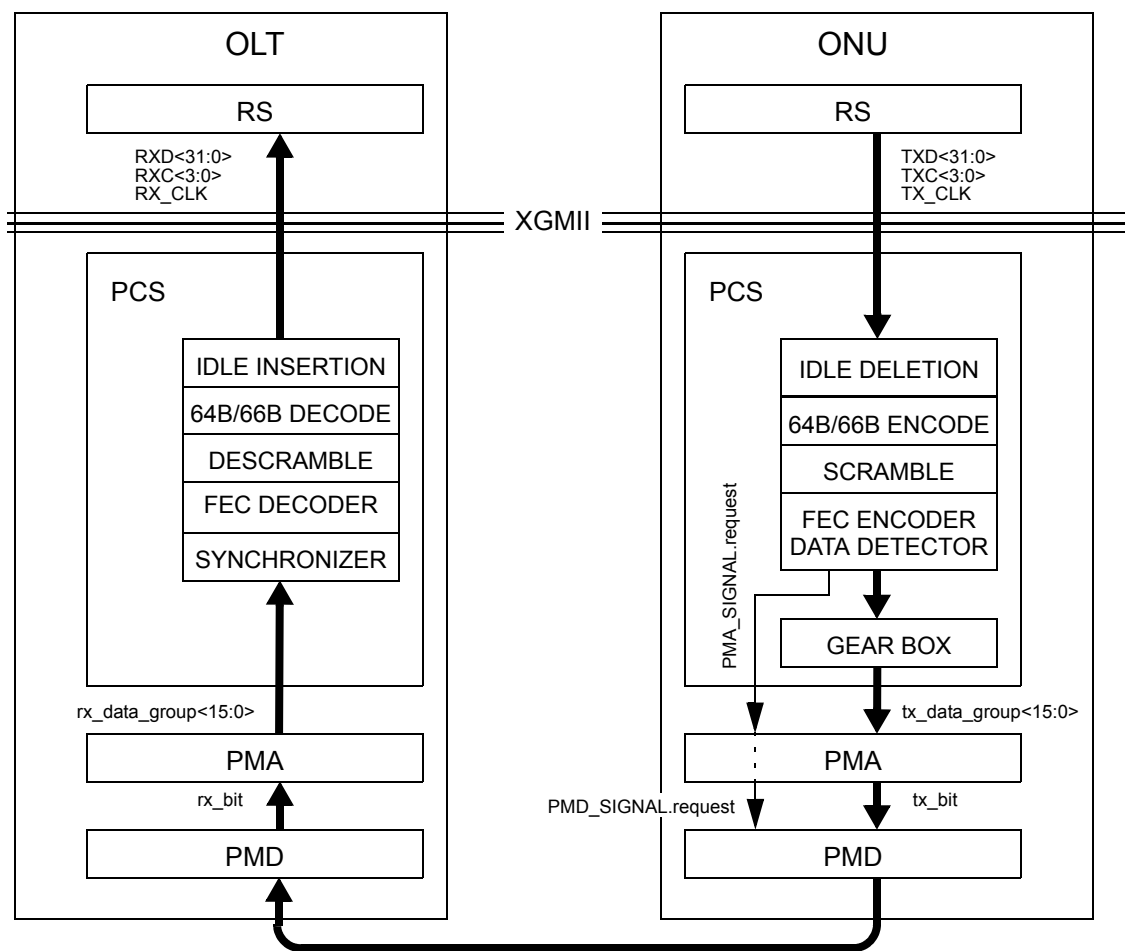 OLT
RS
RXD<31:0>
RXC<3:0>
RX_CLK
XGMII
PCS
IDLE INSERTION
64B/66B DECODE
DESCRAMBLE
FEC DECODER
SYNCHRONIZER
rx_data_group<15:0>
PMA
rx_bit
PMD
ONU
RS
TXD<31:0>
TXC<3:0>
TX_CLK
PCS
IDLE DELETION
64B/66B ENCODE
SCRAMBLE
FEC ENCODER
DATA DETECTOR
PMA_SIGNAL.request
GEAR BOX
tx_data_group<15:0>
PMA
PMD_SIGNAL.request
tx_bit
PMD